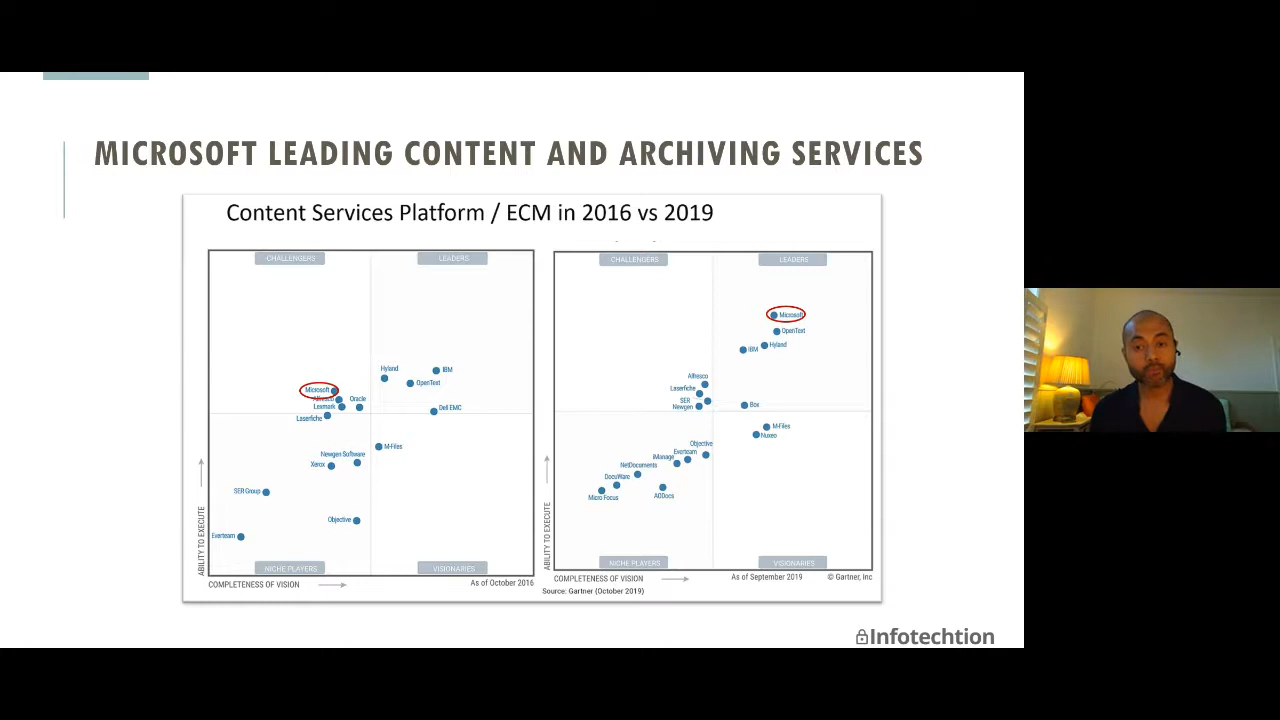 MICROSOFT LEADING CONTENT AND ARCHIVING SERVICES
Content Services Platform / ECM in 2016 vs 2019
CHALLENGERS
LEADERS
Hyland
IBM
OpenText
Microsoft
Alfresco
Oracle
Lexmark
Dell EMC
Laserfiche
M-Files
Newgen Software
Xerox
SER Group
Objective
Everteam
ABILITY TO EXECUTE
NICHE PLAYERS
VISIONARIES
COMPLETENESS OF VISION
As of October 2016
CHALLENGERS
LEADERS
Microsoft
OpenText
Hyland
IBM
Alfresco
Laserfiche
SER
Newgen
Box
M-Files
Nuxeo
Objective
Everteam
iManage
NetDocuments
DocuWare
Micro Focus
AODocs
ABILITY TO EXECUTE
NICHE PLAYERS
VISIONARIES
COMPLETENESS OF VISION
As of September 2019
© Gartner, Inc
Source: Gartner (October 2019)
Infotechtion